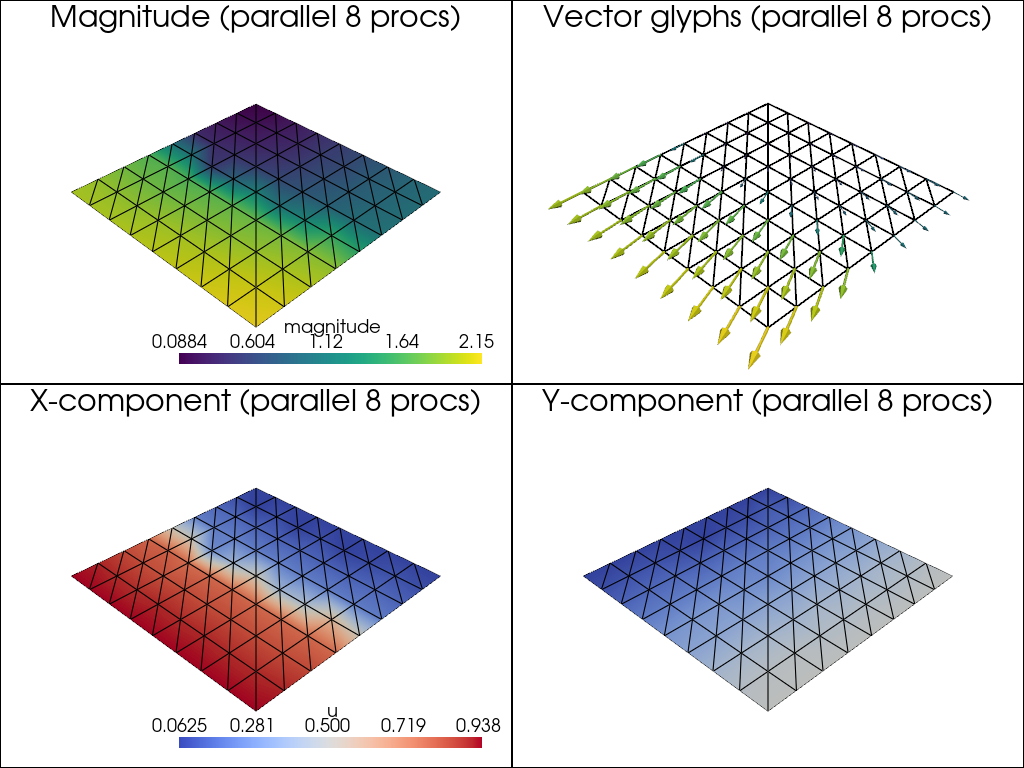 Magnitude (parallel 8 procs)
Vector glyphs (parallel 8 procs)
magnitude
0.0884 0.604 1.12 1.64 2.15
X-component (parallel 8 procs)
Y-component (parallel 8 procs)
u
0.0625 0.281 0.500 0.719 0.938